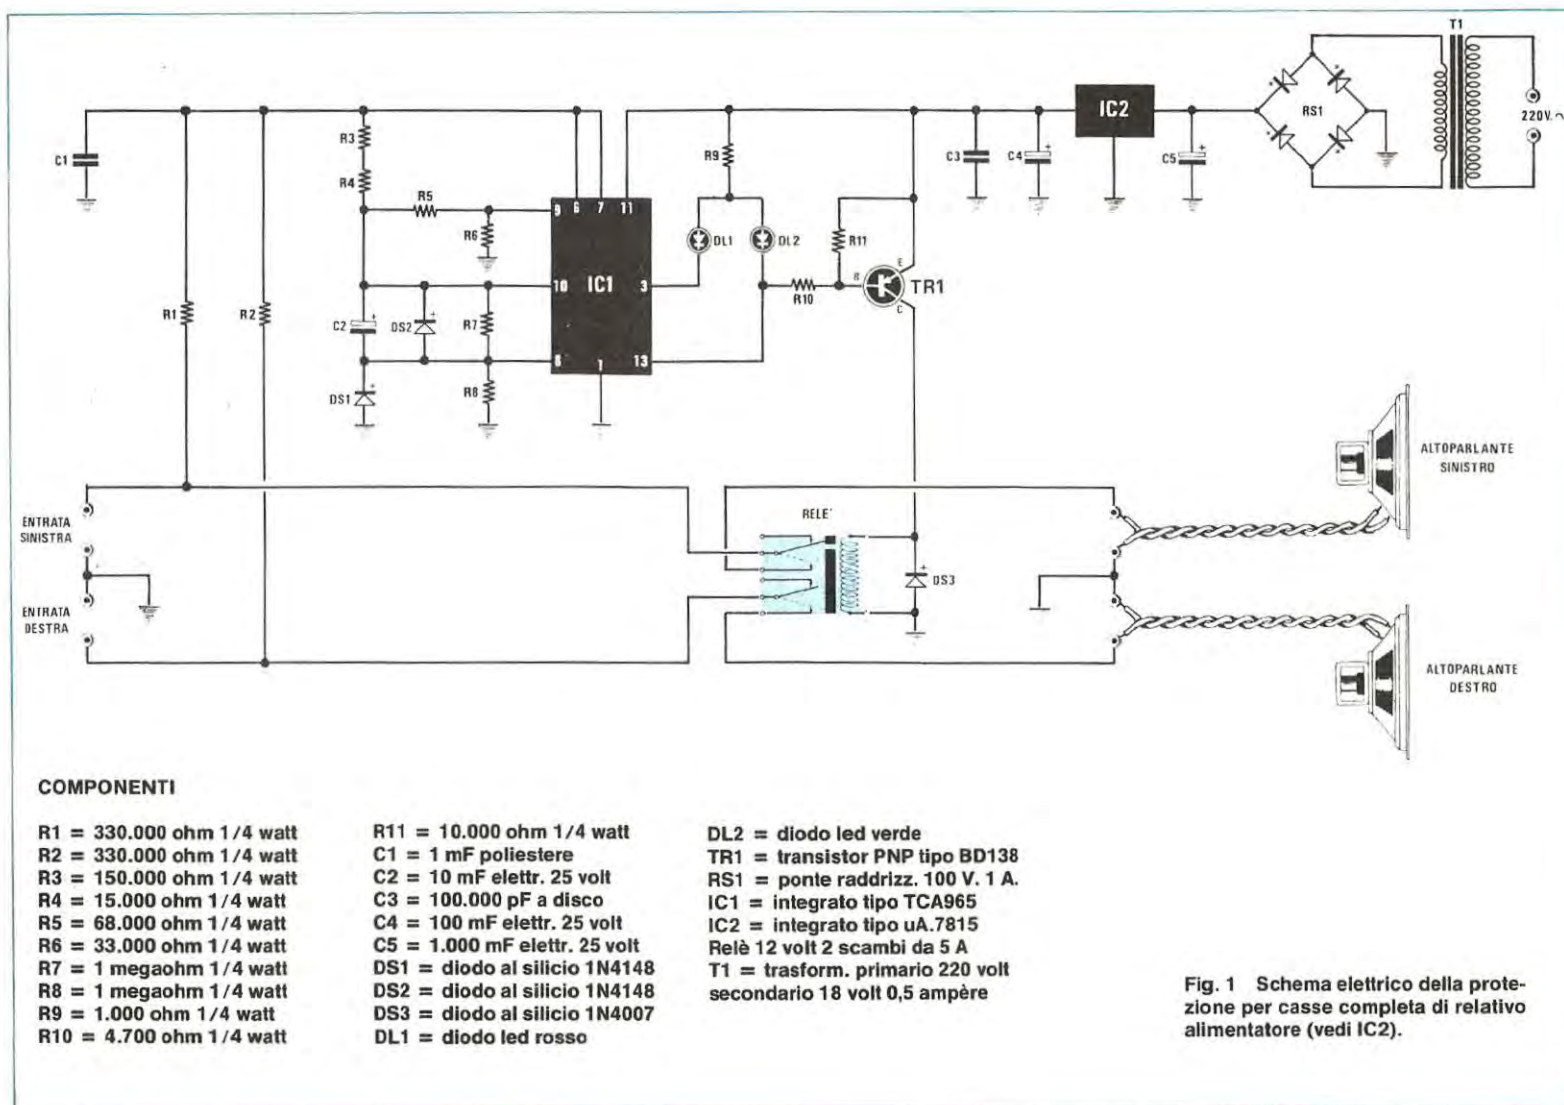 T1
220V.
RS1
IC2
C5
C4
C3
C1
R3
R4
R9
R5
R6
9
6
7
11
DL1
DL2
R11
E
B
C
TR1
R10
IC1
10
3
R1
R2
C2
DS2
R7
8
1
13
DS1
R8
ALTOPARLANTE
SINISTRO
RELE'
ENTRATA
SINISTRA
DS3
ENTRATA
DESTRA
ALTOPARLANTE
DESTRO
COMPONENTI
R1 = 330.000 ohm 1/4 watt
R2 = 330.000 ohm 1/4 watt
R3 = 150.000 ohm 1/4 watt
R4 = 15.000 ohm 1/4 watt
R5 = 68.000 ohm 1/4 watt
R6 = 33.000 ohm 1/4 watt
R7 = 1 megaohm 1/4 watt
R8 = 1 megaohm 1/4 watt
R9 = 1.000 ohm 1/4 watt
R10 = 4.700 ohm 1/4 watt
R11 = 10.000 ohm 1/4 watt
C1 = 1 mF poliestere
C2 = 10 mF elettr. 25 volt
C3 = 100.000 pF a disco
C4 = 100 mF elettr. 25 volt
C5 = 1.000 mF elettr. 25 volt
DS1 = diodo al silicio 1N4148
DS2 = diodo al silicio 1N4148
DS3 = diodo al silicio 1N4007
DL1 = diodo led rosso
DL2 = diodo led verde
TR1 = transistor PNP tipo BD138
RS1 = ponte raddrizz. 100 V. 1 A.
IC1 = integrato tipo TCA965
IC2 = integrato tipo uA.7815
Relè 12 volt 2 scambi da 5 A
T1 = trasform. primario 220 volt
secondario 18 volt 0,5 ampère
Fig. 1 Schema elettrico della prote-
zione per casse completa di relativo
alimentatore (vedi IC2).